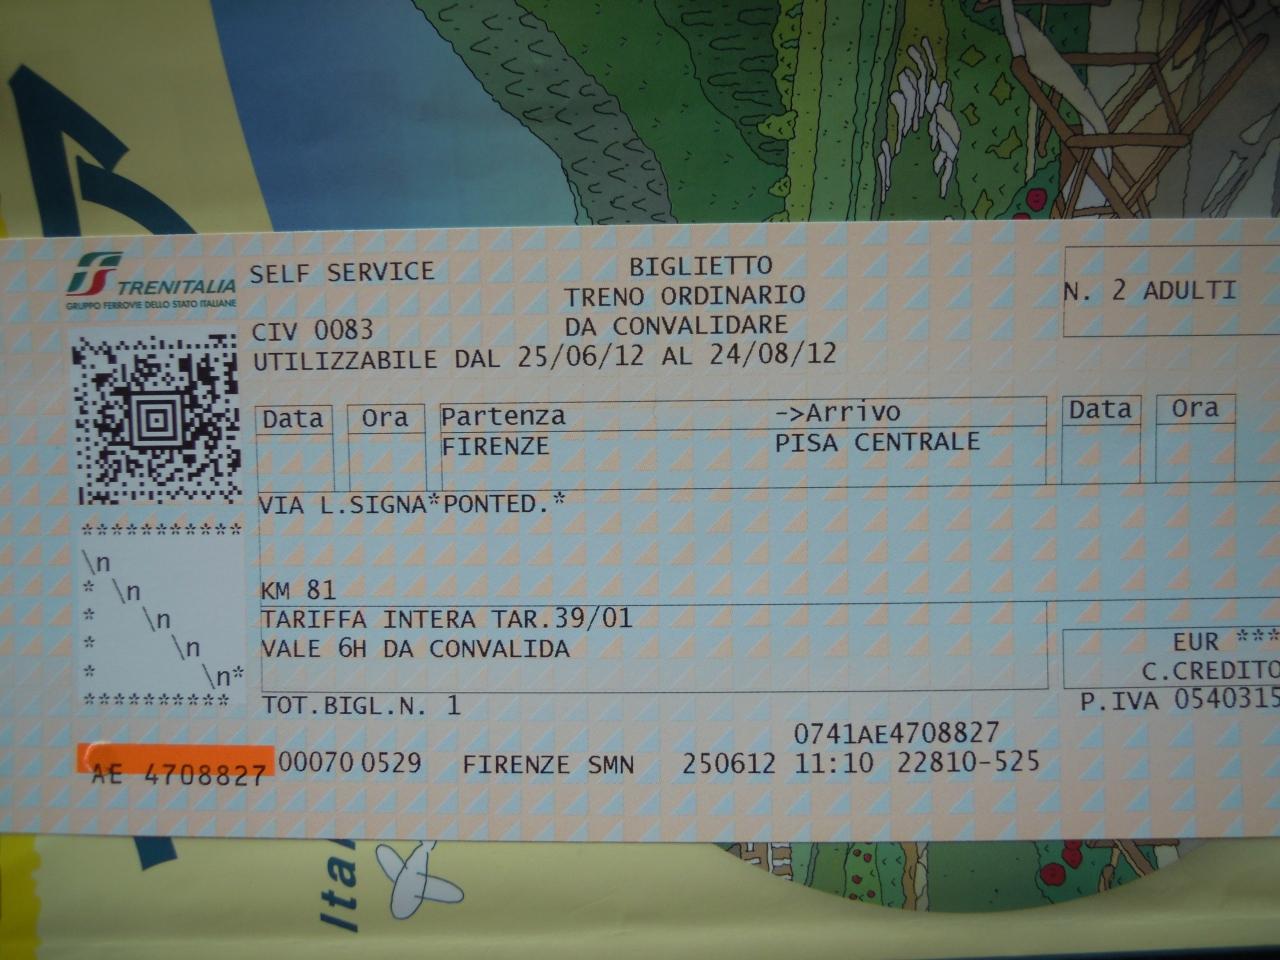 TRENITALIA
GRUPPO FERROVIE DELLO STATO ITALIANE
SELF SERVICE
BIGLIETTO
TRENO ORDINARIO
N. 2 ADULTI
CIV 0083
DA CONVALIDARE
UTILIZZABILE DAL 25/06/12 AL 24/08/12
Data Ora Partenza ->Arrivo Data Ora
FIRENZE PISA CENTRALE
VIA L.SIGNA*PONTED.*
***********
\n
* \n
* \n
* \n
* \n*
**********
KM 81
TARIFFA INTERA TAR.39/01
VALE 6H DA CONVALIDA
EUR ***
C.CREDITO
P.IVA 0540315
TOT.BIGL.N. 1
0741AE4708827
AE 4708827 00070 0529 FIRENZE SMN 250612 11:10 22810-525
Ita